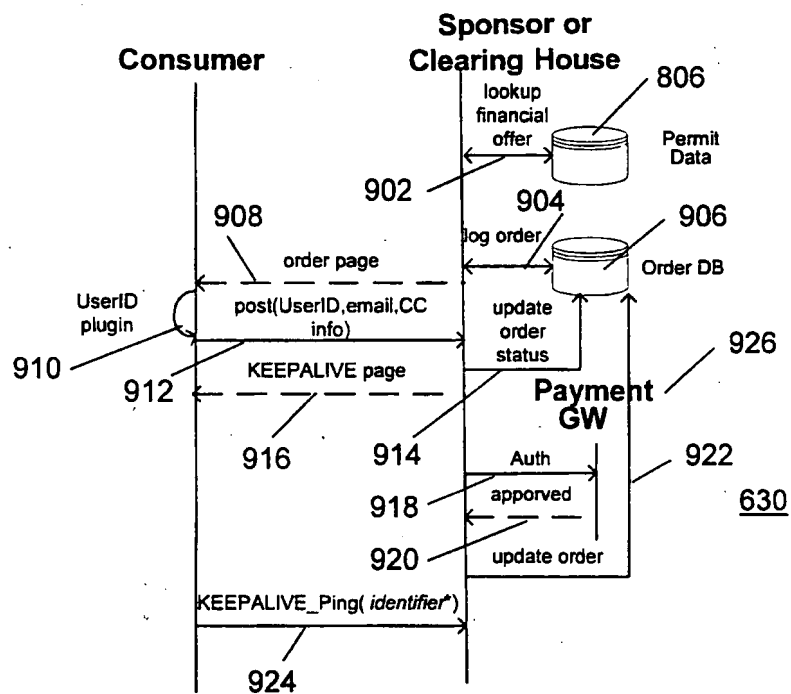 Consumer
Sponsor or
Clearing House
lookup
financial
offer
806
Permit
Data
902
904
908
906
log order
order page
Order DB
UserID
plugin
post(UserID,email,CC
info)
update
order
status
910
912
KEEPALIVE page
926
Payment
GW
916
914
922
Auth
918
apporved
630
920
update order
KEEPALIVE_Ping( identifier*)
924